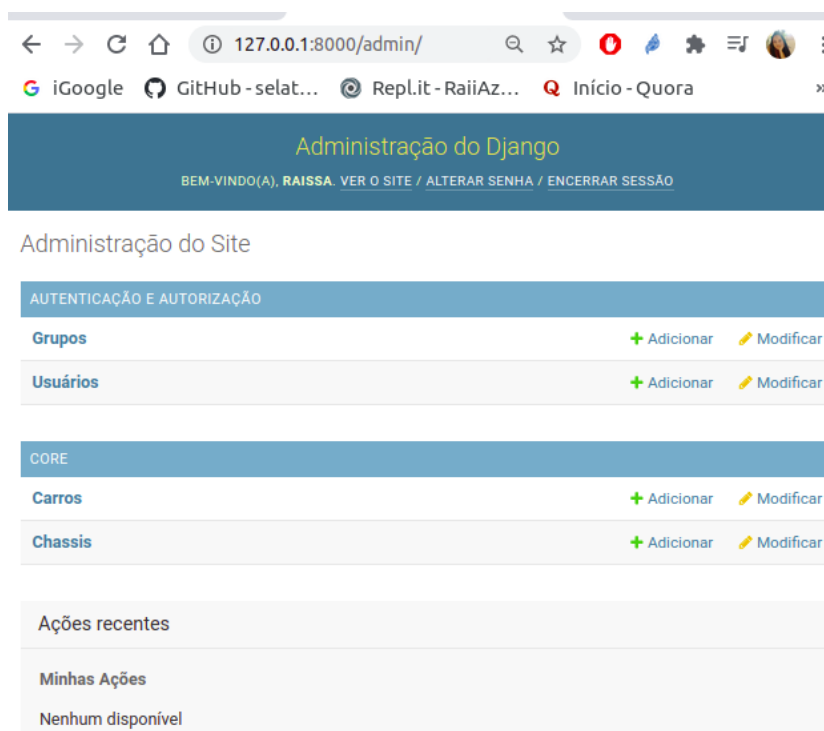 127.0.0.1:8000/admin/
iGoogle GitHub - selat... Repl.it - RaiiAz... Início - Quora »
Administração do Django
BEM-VINDO(A), RAISSA. VER O SITE / ALTERAR SENHA / ENCERRAR SESSÃO
Administração do Site
AUTENTICAÇÃO E AUTORIZAÇÃO
Grupos Adicionar Modificar
Usuários Adicionar Modificar
CORE
Carros Adicionar Modificar
Chassis Adicionar Modificar
Ações recentes
Minhas Ações
Nenhum disponível